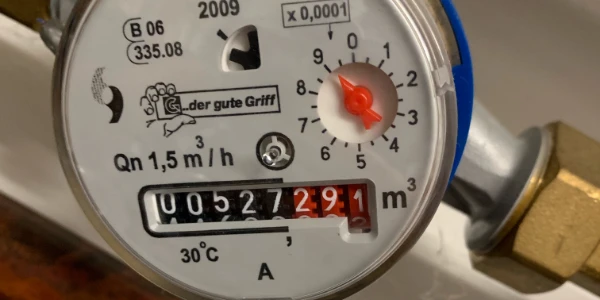 2009
B 06
335.08
x 0,0001
0
1
2
3
4
5
6
8
9
G...der gute Griff
Qn 1,5 m³/h
00527291 m³
30°C
A